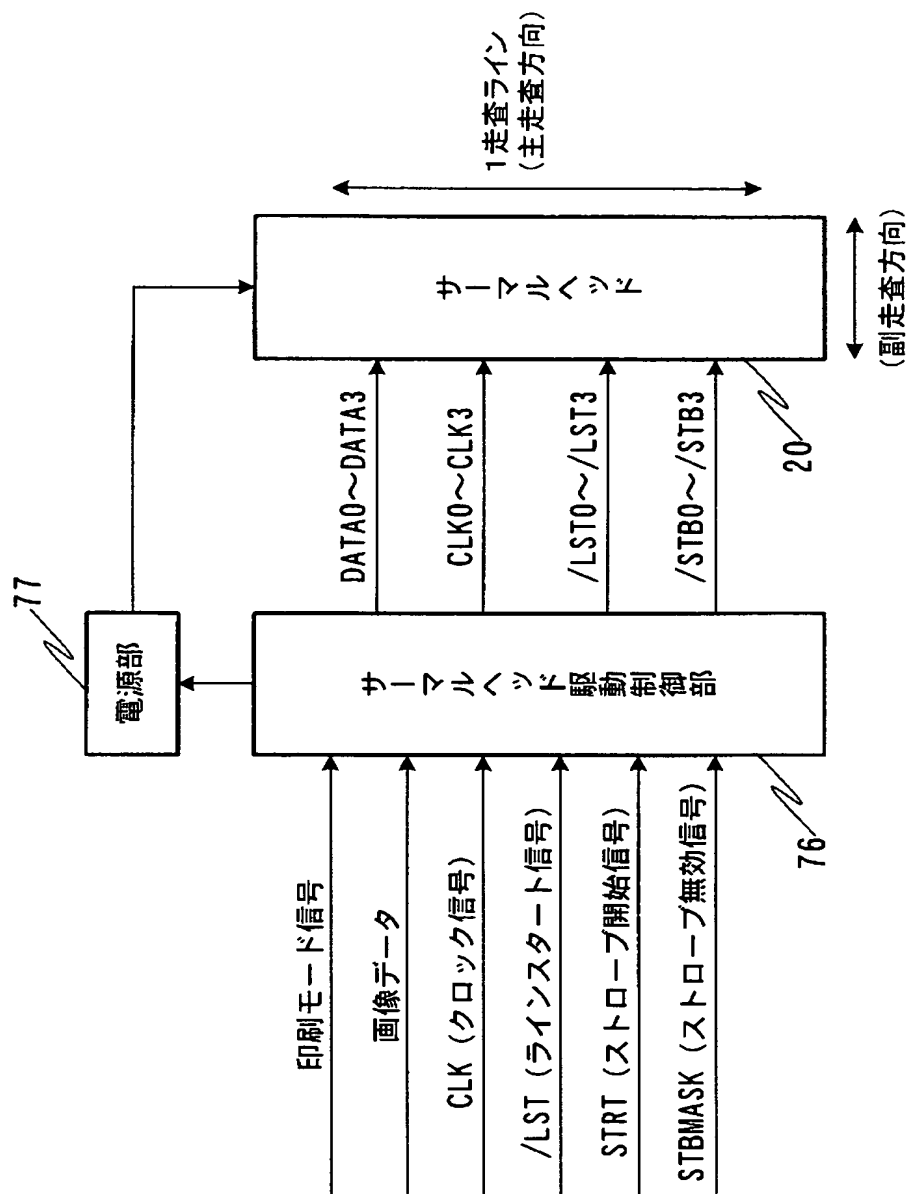 印刷モード信号
画像データ
CLK (クロック信号)
/LST (ラインスタート信号)
STRT (ストローブ開始信号)
STBMASK (ストローブ無効信号)
76
サーマルヘッド駆動制御部
電源部
77
DATA0～DATA3
CLK0～CLK3
/LST0～/LST3
/STB0～/STB3
20
サーマルヘッド
1走査ライン
(主走査方向)
(副走査方向)